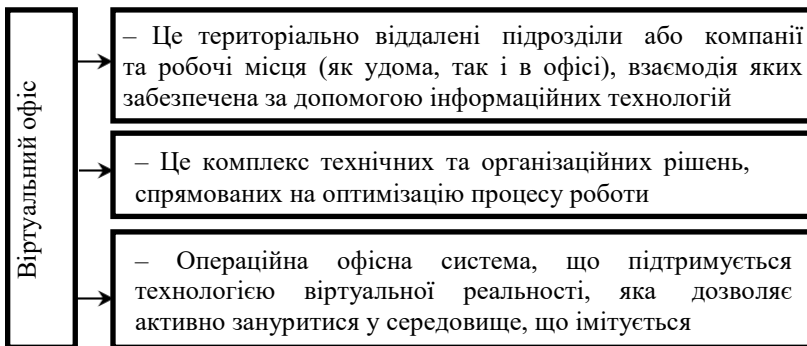 Віртуальний офіс
– Це територіально віддалені підрозділи або компанії
та робочі місця (як удома, так і в офісі), взаємодія яких
забезпечена за допомогою інформаційних технологій
– Це комплекс технічних та організаційних рішень,
спрямованих на оптимізацію процесу роботи
– Операційна офісна система, що підтримується
технологією віртуальної реальності, яка дозволяє
активно зануритися у середовище, що імітується